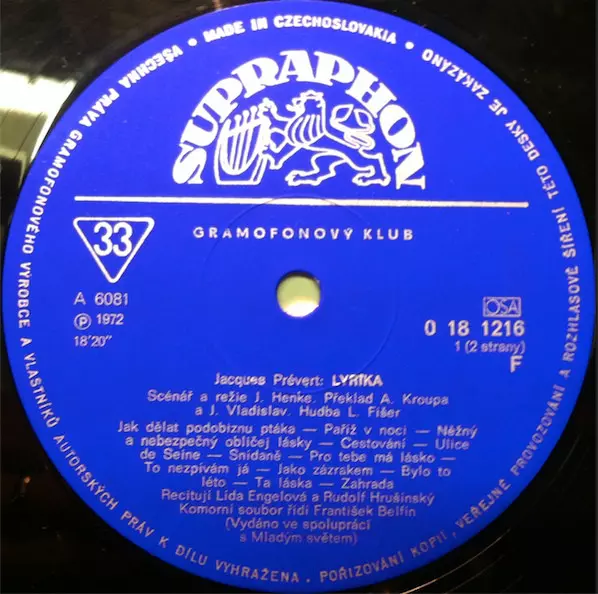 VŠECHNA PRÁVA GRAMOFONOVÉHO VÝROBCE A VLASTNÍKŮ AUTORSKÝCH PRÁV K DÍLU VYHRAŽENA. POŘIZOVÁNÍ KOPIÍ, VEŘEJNÉ PROVOZOVÁNÍ A ROZHLASOVÉ ŠÍŘENÍ TÉTO DESKY JE ZAKÁZÁNO • MADE IN CZECHOSLOVAKIA •
SUPRAPHON
GRAMOFONOVÝ KLUB
33
A 6081
Ⓟ 1972
18'20"
OSA
0 18 1216
1 (2 strany)
F
Jacques Prévert: LYRIKA
Scénář a režie J. Henke. Překlad A. Kroupa
a J. Vladislav. Hudba L. Fišer
Jak dělat podobiznu ptáka — Paříž v noci — Něžný
a nebezpečný obličej lásky — Cestování — Ulice
de Seine — Snídaně — Pro tebe má lásko —
To nezpívám já — Jako zázrakem — Bylo to
léto — Ta láska — Zahrada
Recitují Lída Engelová a Rudolf Hrušínský
Komorní soubor řídí František Belfín
(Vydáno ve spolupráci
s Mladým světem)